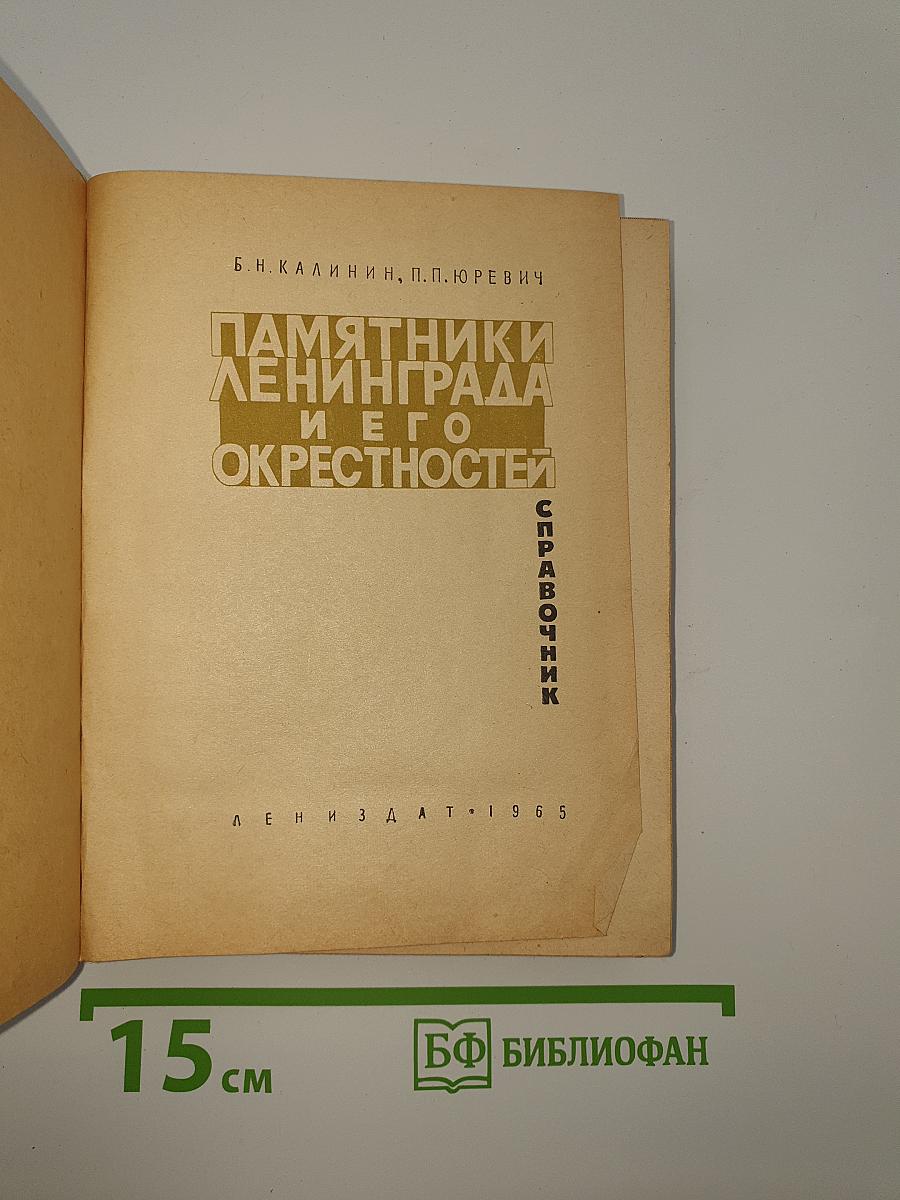 Б.Н.КАЛИНИН, П.П.ЮРЕВИЧ
ПАМЯТНИКИ
ЛЕНИНГРАДА
И ЕГО
ОКРЕСТНОСТЕЙ
СПРАВОЧНИК
ЛЕНИЗДАТ • 1965
15 см
БФ БИБЛИОФАН